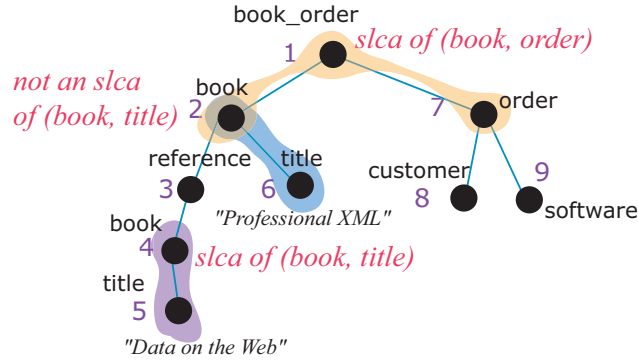 book_order
1
slca of (book, order)
not an slca
of (book, title)
book
2
7
order
reference
title
customer
9
3
6
8
"Professional XML"
software
book
4
slca of (book, title)
title
5
"Data on the Web"